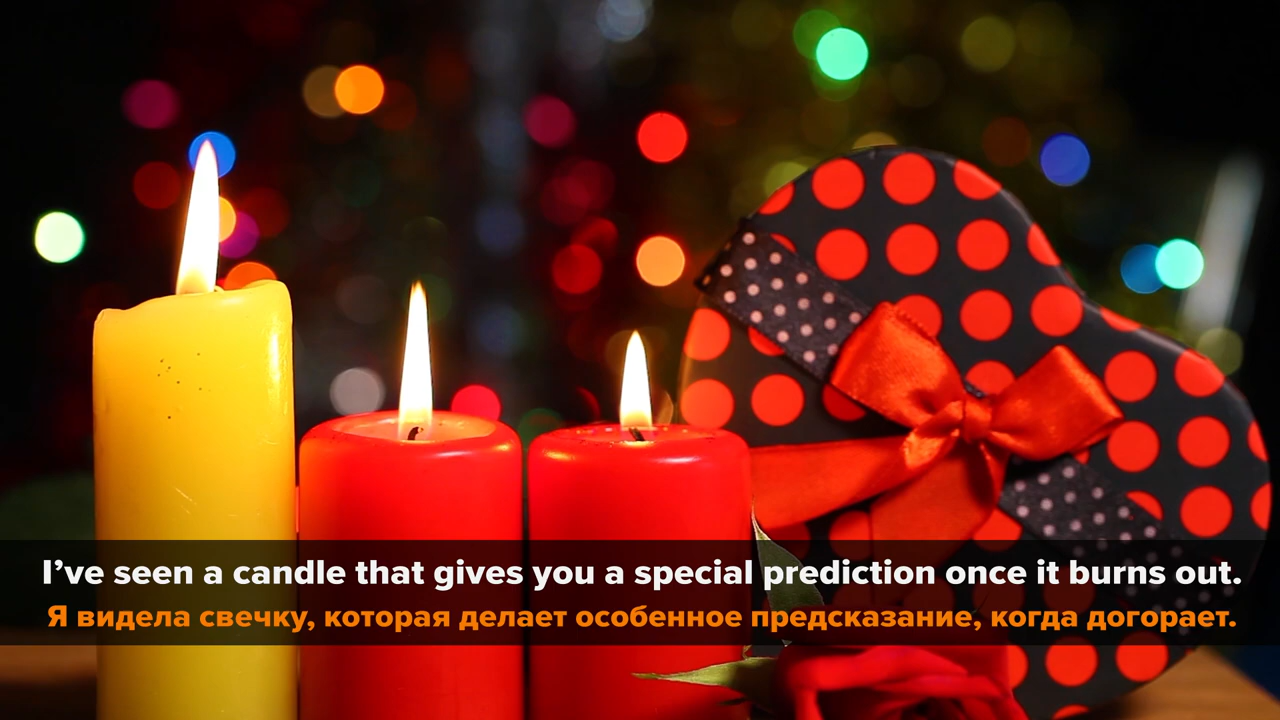 I’ve seen a candle that gives you a special prediction once it burns out.
Я видела свечку, которая делает особенное предсказание, когда догорает.